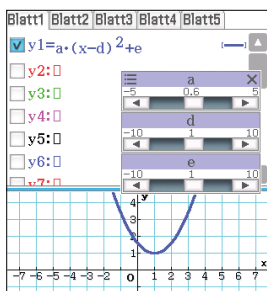 Blatt1 Blatt2 Blatt3 Blatt4 Blatt5
y1=a·(x-d)²+e
y2:▯
y3:▯
y4:▯
y5:▯
y6:▯
y7:▯
a
-5 0.6 5
d
-10 1 10
e
-10 1 10
y
4
3
2
1
-7 -6 -5 -4 -3 -2 0 1 2 3 4 5 6 7 x